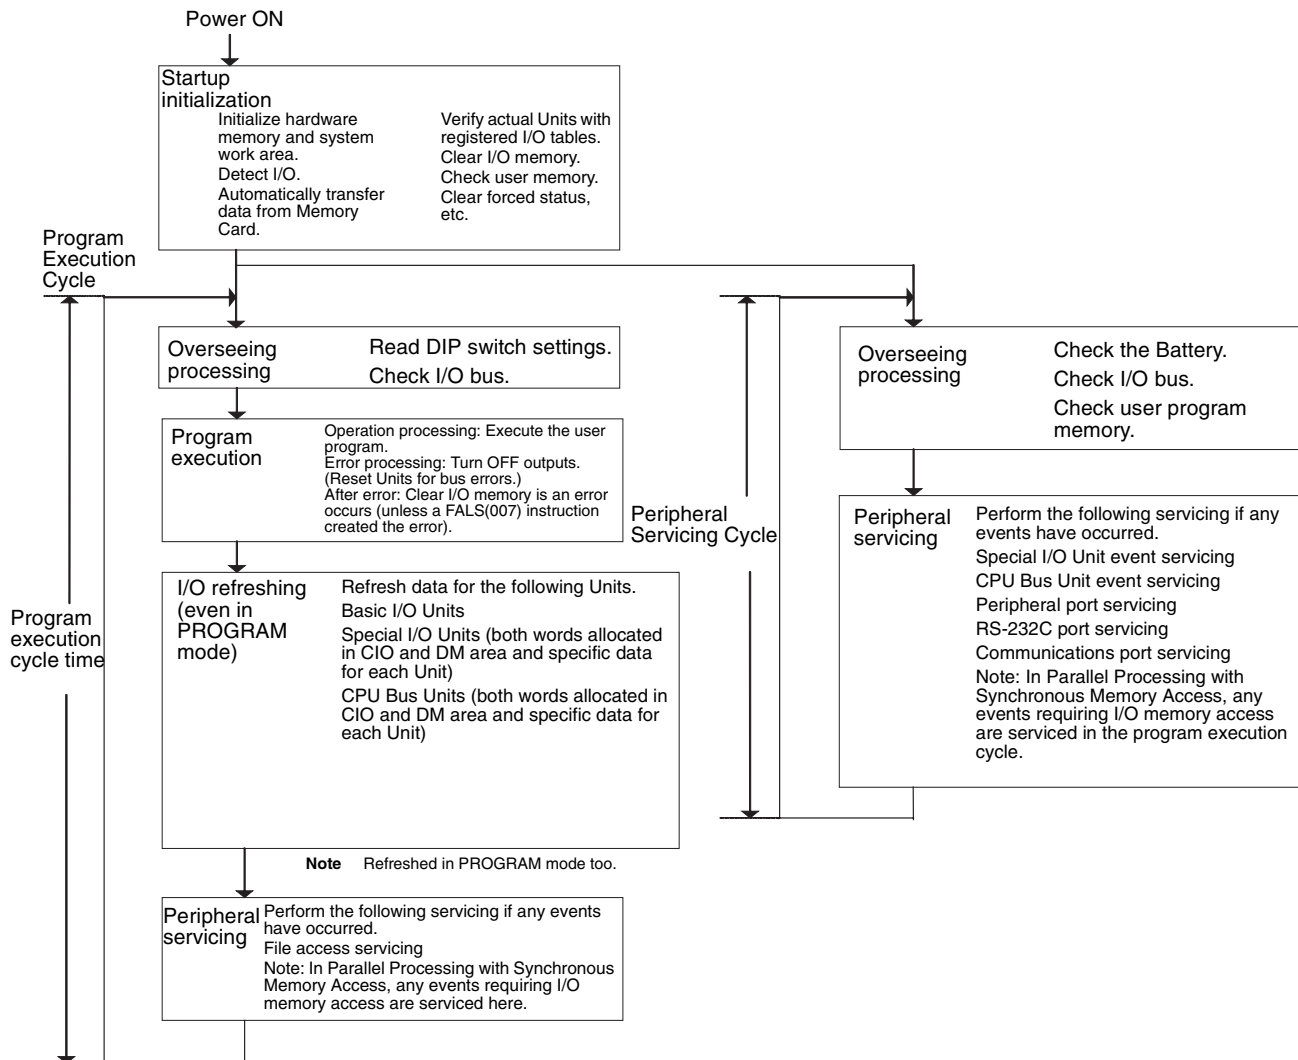 Power ON
Startup
initialization
Initialize hardware
memory and system
work area.
Detect I/O.
Automatically transfer
data from Memory
Card.
Verify actual Units with
registered I/O tables.
Clear I/O memory.
Check user memory.
Clear forced status,
etc.
Program
Execution
Cycle
Overseeing
processing
Read DIP switch settings.
Check I/O bus.
Program
execution
Operation processing: Execute the user
program.
Error processing: Turn OFF outputs.
(Reset Units for bus errors.)
After error: Clear I/O memory is an error
occurs (unless a FALS(007) instruction
created the error).
I/O refreshing
(even in
PROGRAM
mode)
Refresh data for the following Units.
Basic I/O Units
Special I/O Units (both words allocated
in CIO and DM area and specific data
for each Unit)
CPU Bus Units (both words allocated in
CIO and DM area and specific data for
each Unit)
Program
execution
cycle time
Note Refreshed in PROGRAM mode too.
Peripheral
servicing
Perform the following servicing if any events
have occurred.
File access servicing
Note: In Parallel Processing with Synchronous
Memory Access, any events requiring I/O
memory access are serviced here.
Peripheral
Servicing Cycle
Overseeing
processing
Check the Battery.
Check I/O bus.
Check user program
memory.
Peripheral
servicing
Perform the following servicing if any
events have occurred.
Special I/O Unit event servicing
CPU Bus Unit event servicing
Peripheral port servicing
RS-232C port servicing
Communications port servicing
Note: In Parallel Processing with
Synchronous Memory Access, any
events requiring I/O memory access
are serviced in the program execution
cycle.